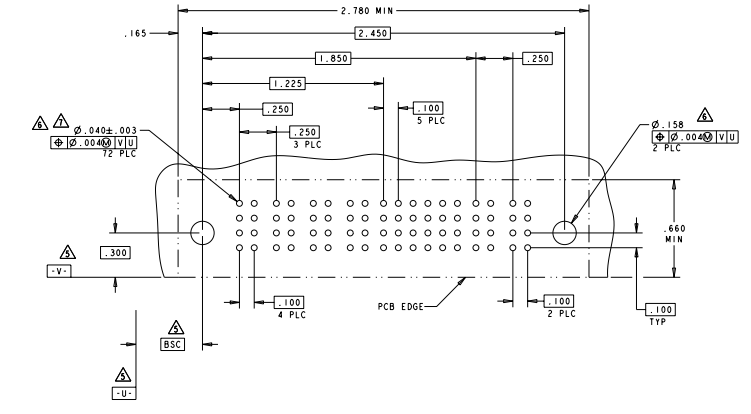 2.780 MIN
.165
2.450
1.850
.250
1.225
.250
.100
5 PLC
6 7
Ø.040±.003
⌖ Ø.004Ⓜ V U
72 PLC
.250
3 PLC
6
Ø.158
⌖ Ø.004Ⓜ V U
2 PLC
.660
MIN
5
.300
-V-
.100
4 PLC
PCB EDGE
.100
2 PLC
.100
TYP
5
BSC
5
-U-